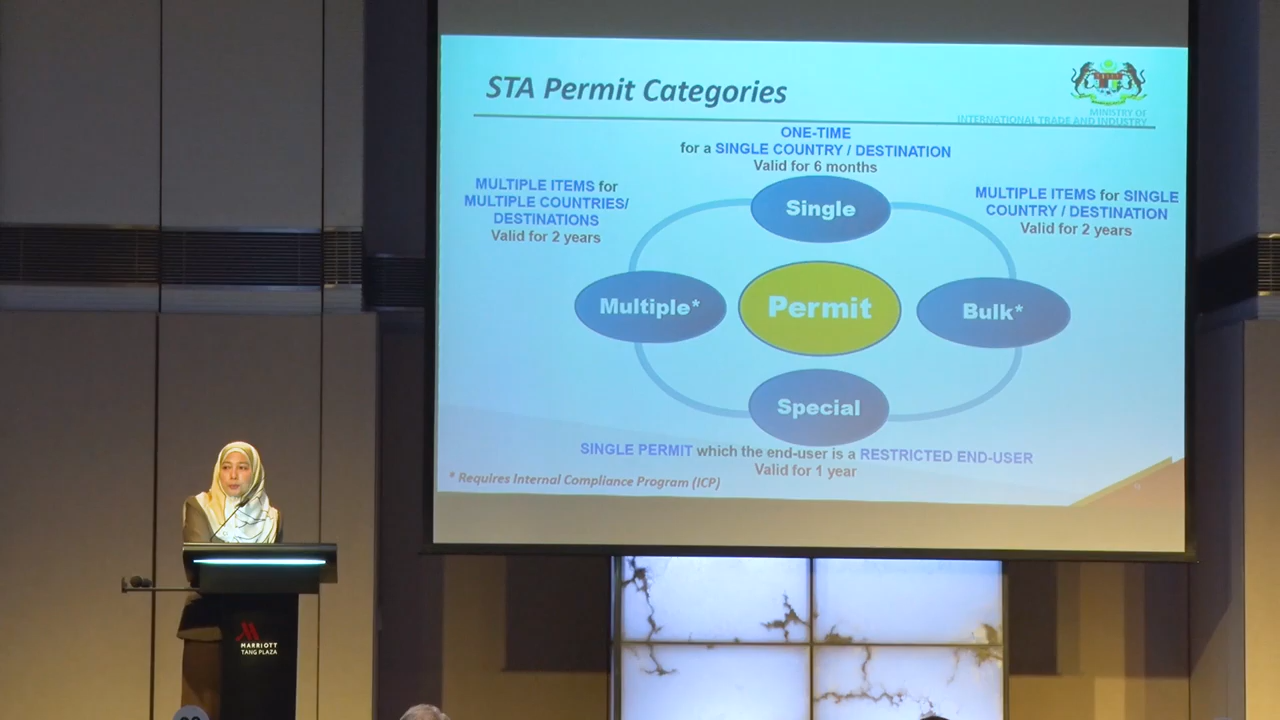 STA Permit Categories
MINISTRY OF
INTERNATIONAL TRADE AND INDUSTRY
ONE-TIME
for a SINGLE COUNTRY / DESTINATION
Valid for 6 months
MULTIPLE ITEMS for
MULTIPLE COUNTRIES/
DESTINATIONS
Valid for 2 years
MULTIPLE ITEMS for SINGLE
COUNTRY / DESTINATION
Valid for 2 years
Single
Multiple*
Permit
Bulk*
Special
SINGLE PERMIT which the end-user is a RESTRICTED END-USER
Valid for 1 year
* Requires Internal Compliance Program (ICP)
MARRIOTT
TANG PLAZA